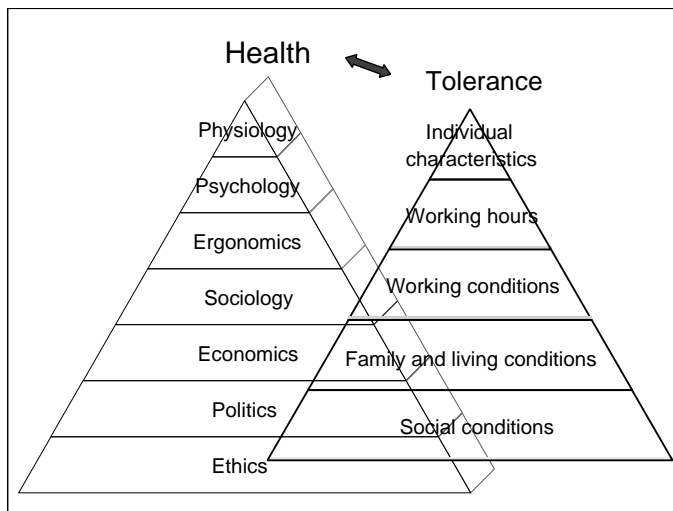 Health
Tolerance
Physiology
Psychology
Ergonomics
Sociology
Economics
Politics
Ethics
Individual
characteristics
Working hours
Working conditions
Family and living conditions
Social conditions